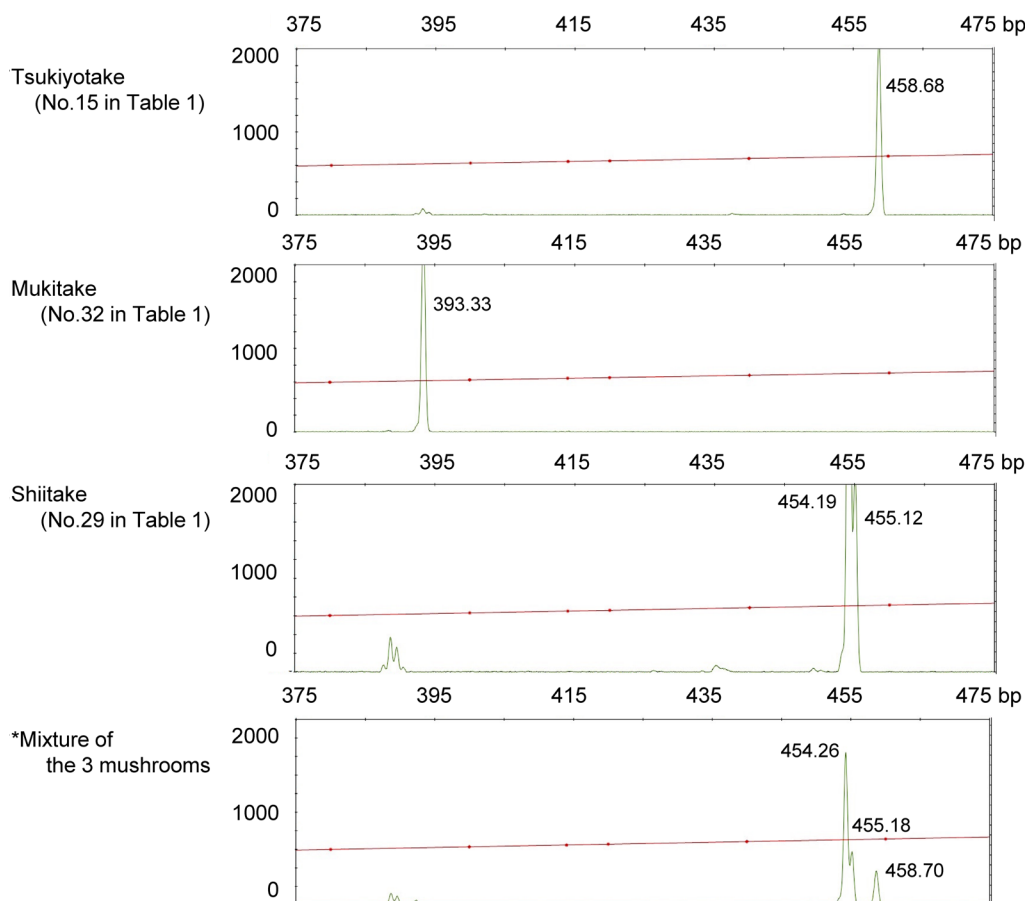 375 395 415 435 455 475 bp
Tsukiyotake
(No.15 in Table 1)
2000
1000
0
458.68
375 395 415 435 455 475 bp
Mukitake
(No.32 in Table 1)
2000
1000
0
393.33
375 395 415 435 455 475 bp
Shiitake
(No.29 in Table 1)
2000
1000
0
454.19
455.12
375 395 415 435 455 475 bp
*Mixture of
the 3 mushrooms
2000
1000
0
454.26
455.18
458.70